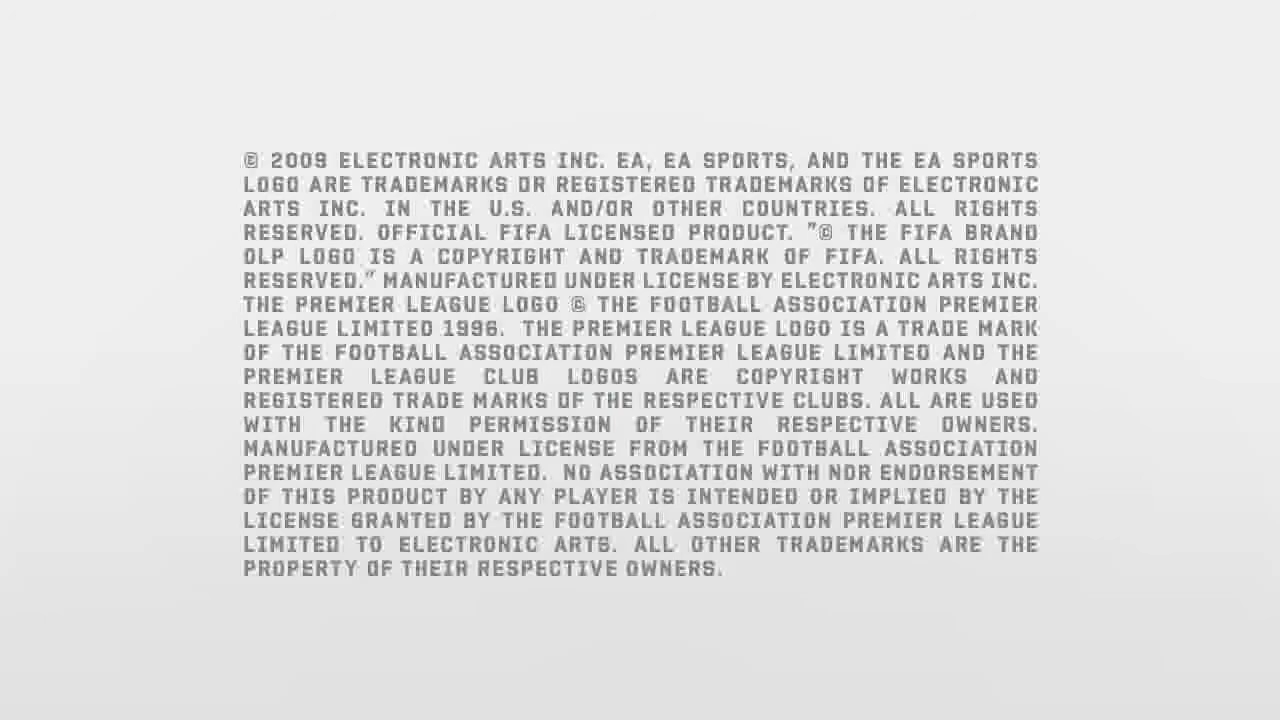 © 2009 ELECTRONIC ARTS INC. EA, EA SPORTS, AND THE EA SPORTS
LOGO ARE TRADEMARKS OR REGISTERED TRADEMARKS OF ELECTRONIC
ARTS INC. IN THE U.S. AND/OR OTHER COUNTRIES. ALL RIGHTS
RESERVED. OFFICIAL FIFA LICENSED PRODUCT. "© THE FIFA BRAND
OLP LOGO IS A COPYRIGHT AND TRADEMARK OF FIFA. ALL RIGHTS
RESERVED." MANUFACTURED UNDER LICENSE BY ELECTRONIC ARTS INC.
THE PREMIER LEAGUE LOGO © THE FOOTBALL ASSOCIATION PREMIER
LEAGUE LIMITED 1996. THE PREMIER LEAGUE LOGO IS A TRADE MARK
OF THE FOOTBALL ASSOCIATION PREMIER LEAGUE LIMITED AND THE
PREMIER LEAGUE CLUB LOGOS ARE COPYRIGHT WORKS AND
REGISTERED TRADE MARKS OF THE RESPECTIVE CLUBS. ALL ARE USED
WITH THE KIND PERMISSION OF THEIR RESPECTIVE OWNERS.
MANUFACTURED UNDER LICENSE FROM THE FOOTBALL ASSOCIATION
PREMIER LEAGUE LIMITED. NO ASSOCIATION WITH NOR ENDORSEMENT
OF THIS PRODUCT BY ANY PLAYER IS INTENDED OR IMPLIED BY THE
LICENSE GRANTED BY THE FOOTBALL ASSOCIATION PREMIER LEAGUE
LIMITED TO ELECTRONIC ARTS. ALL OTHER TRADEMARKS ARE THE
PROPERTY OF THEIR RESPECTIVE OWNERS.